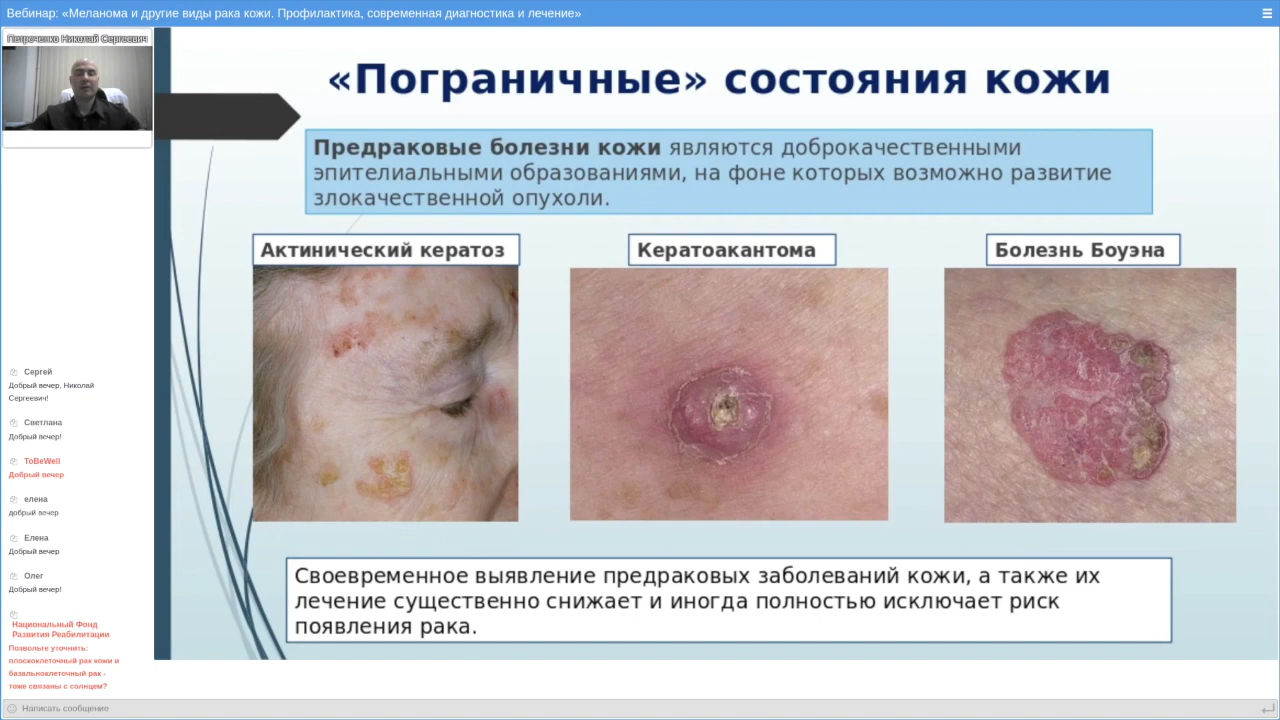 Вебинар: «Меланома и другие виды рака кожи. Профилактика, современная диагностика и лечение»
Петроченко Николай Сергеевич
«Пограничные» состояния кожи
Предраковые болезни кожи являются доброкачественными
эпителиальными образованиями, на фоне которых возможно развитие
злокачественной опухоли.
Актинический кератоз
Кератоакантома
Болезнь Боуэна
Своевременное выявление предраковых заболеваний кожи, а также их
лечение существенно снижает и иногда полностью исключает риск
появления рака.
Сергей
Добрый вечер, Николай
Сергеевич!
Светлана
Добрый вечер!
ToBeWell
Добрый вечер
елена
добрый вечер
Елена
Добрый вечер
Олег
Добрый вечер!
Национальный Фонд
Развития Реабилитации
Позвольте уточнить:
плоскоклеточный рак кожи и
базальноклеточный рак -
тоже связаны с солнцем?
Написать сообщение